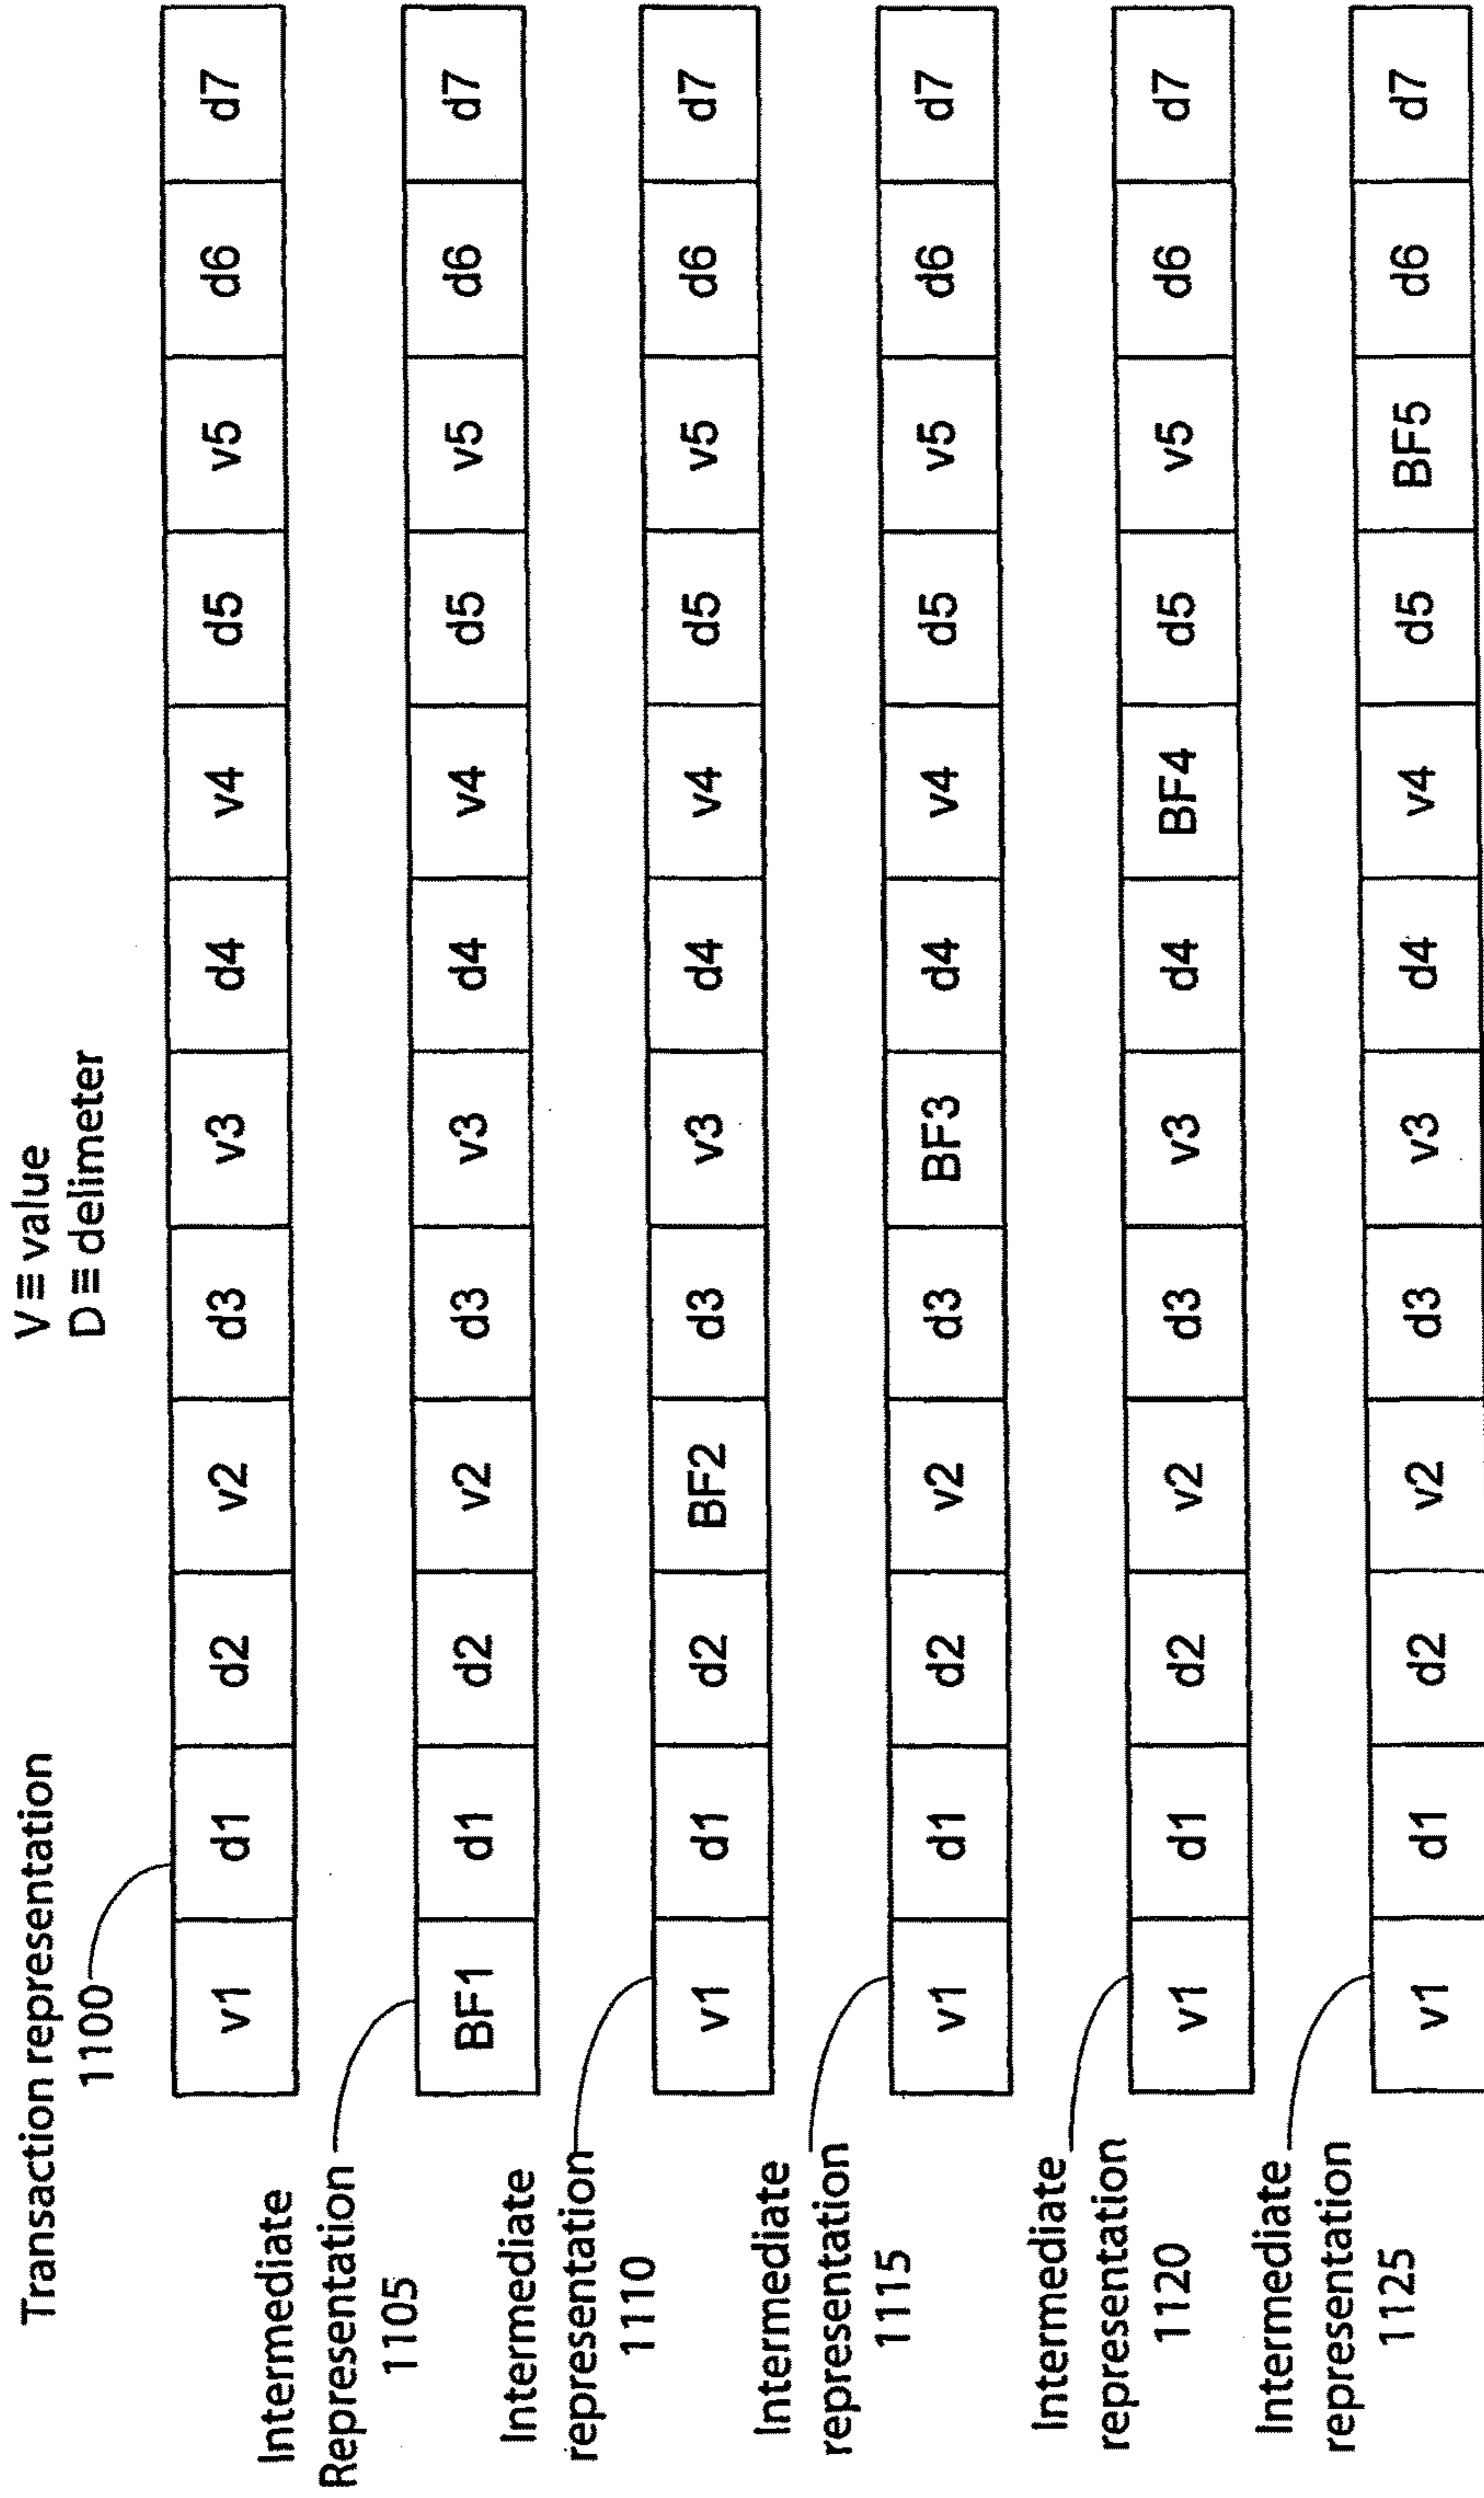 V ≡ value
D ≡ delimeter
Transaction representation
1100
v1 d1 d2 v2 d3 v3 d4 v4 d5 v5 d6 d7
Intermediate
Representation
1105
BF1 d1 d2 v2 d3 v3 d4 v4 d5 v5 d6 d7
Intermediate
representation
1110
v1 d1 d2 BF2 d3 v3 d4 v4 d5 v5 d6 d7
Intermediate
representation
1115
v1 d1 d2 v2 d3 BF3 d4 v4 d5 v5 d6 d7
Intermediate
representation
1120
v1 d1 d2 v2 d3 v3 d4 BF4 d5 v5 d6 d7
Intermediate
representation
1125
v1 d1 d2 v2 d3 v3 d4 v4 d5 BF5 d6 d7